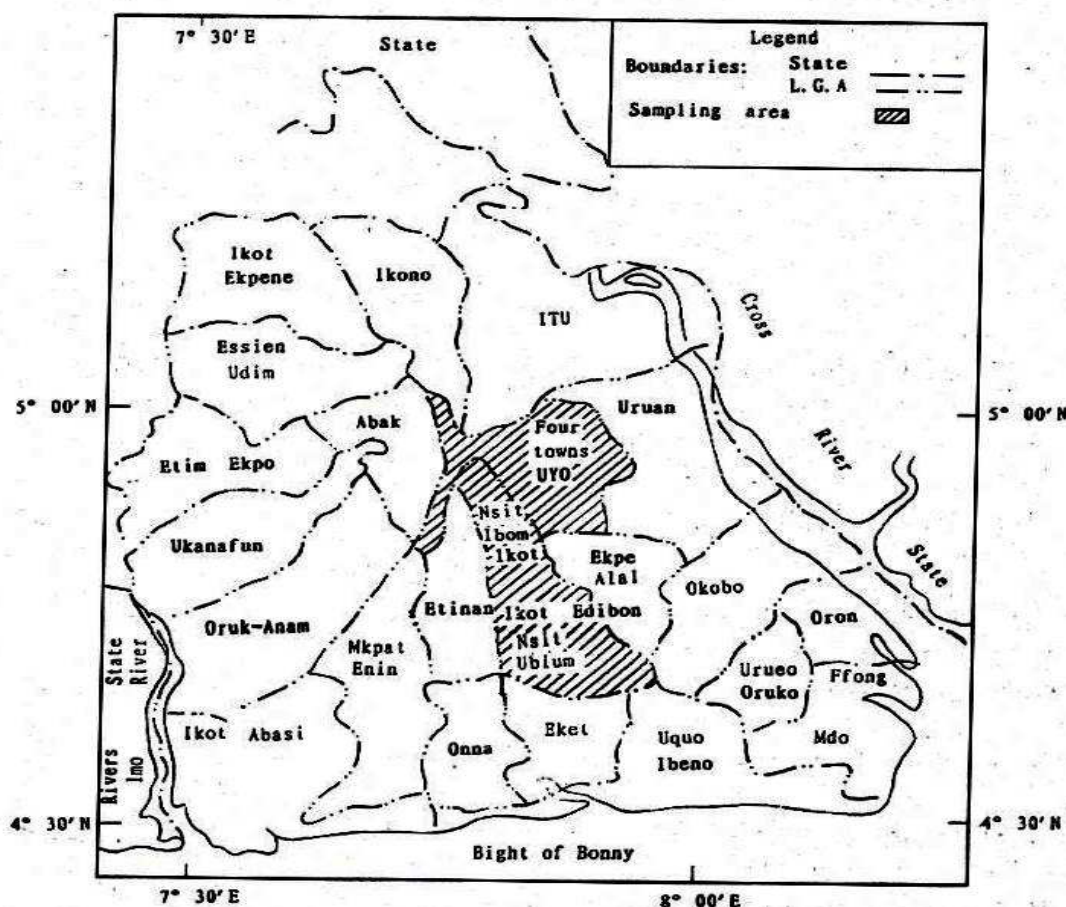 7° 30′ E
State
Legend
Boundaries: State
L. G. A
Sampling area
Ikot
Ekpene
Ikono
ITU
Cross
River
State
Essien
Udim
5° 00′ N
5° 00′ N
Abak
Four
towns
UYO
Uruan
Etim Ekpo
Nsit
Ibom
Ikot
Ukanafun
Ekpe
Alal
Edibon
Okobo
Etinan
Ikot
Nsit
Ubium
Oron
Oruk-Anam
Mkpat
Enin
Urueo
Oruko
Ffong
State
River
Rivers
Imo
Ikot Abasi
Onna
Eket
Uquo
Ibeno
Mdo
4° 30′ N
4° 30′ N
Bight of Bonny
7° 30′ E
8° 00′ E